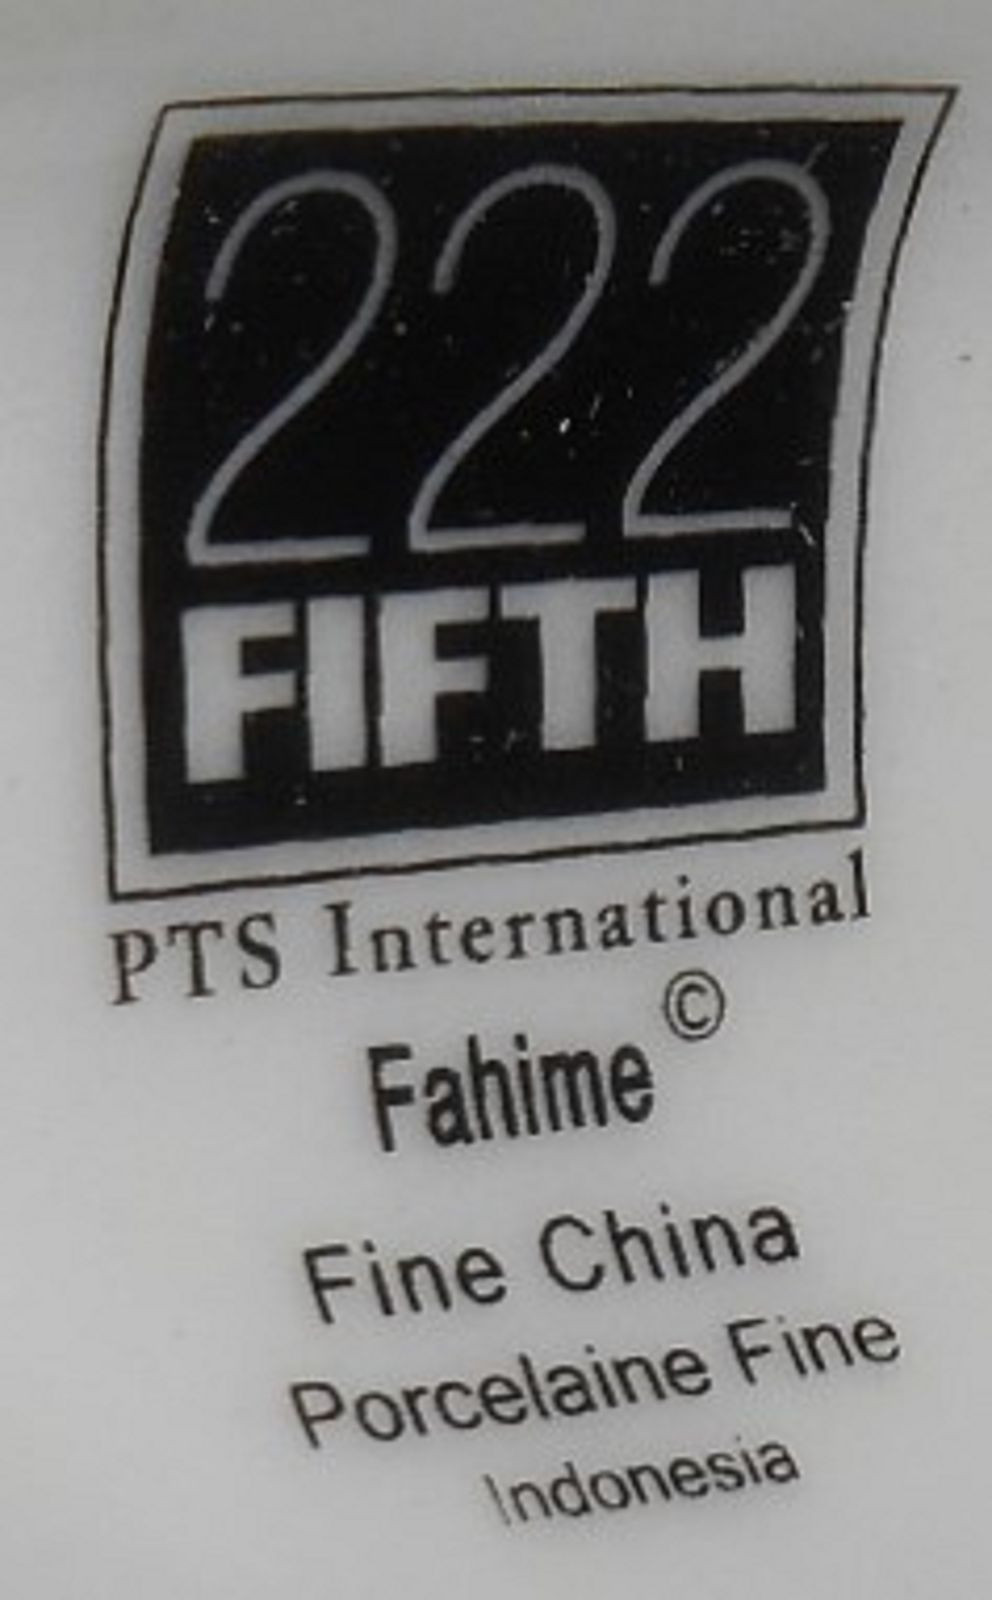 222
FIFTH
PTS International
Fahime ©
Fine China
Porcelaine Fine
Indonesia